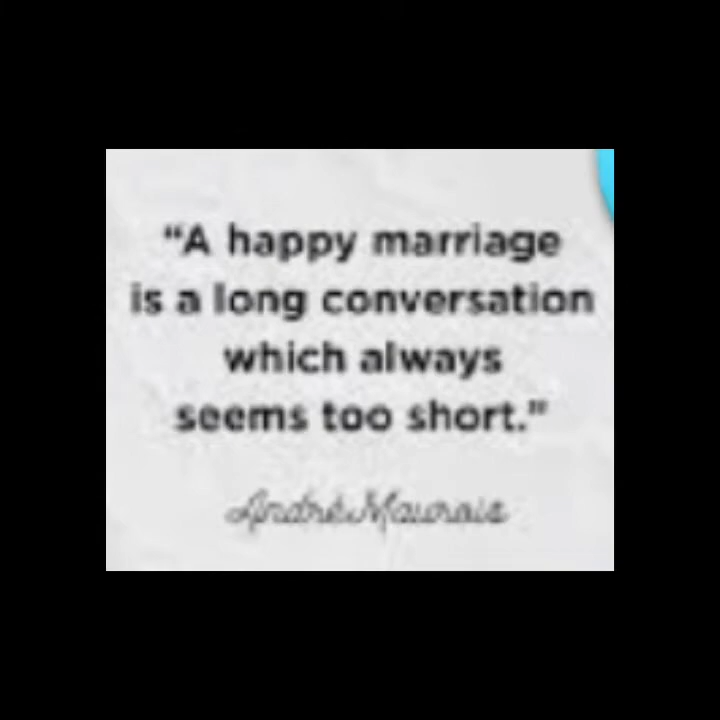 “A happy marriage
is a long conversation
which always
seems too short.”
André Maurois